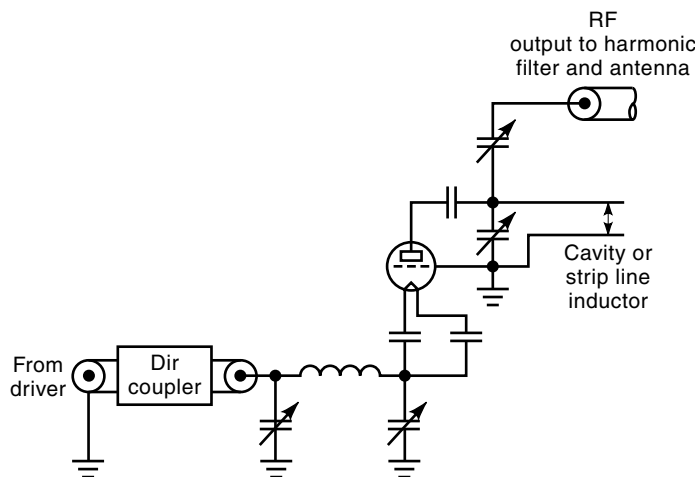 RF
output to harmonic
filter and antenna
Cavity or
strip line
inductor
From
driver
Dir
coupler